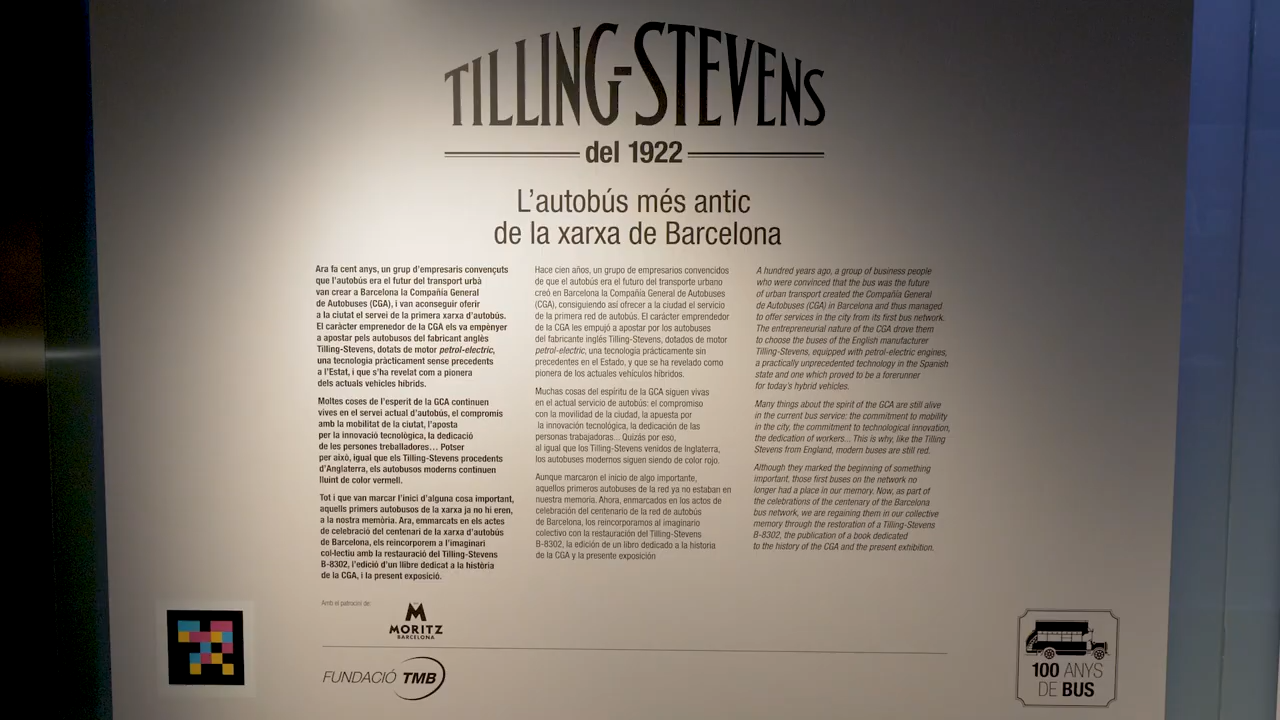 TILLING-STEVENS
del 1922
L'autobús més antic
de la xarxa de Barcelona
Ara fa cent anys, un grup d'empresaris convençuts
que l'autobús era el futur del transport urbà
van crear a Barcelona la Compañía General
de Autobuses (CGA), i van aconseguir oferir
a la ciutat el servei de la primera xarxa d'autobús.
El caràcter emprenedor de la CGA els va empènyer
a apostar pels autobusos del fabricant anglès
Tilling-Stevens, dotats de motor petrol-electric,
una tecnologia pràcticament sense precedents
a l'Estat, i que s'ha revelat com a pionera
dels actuals vehicles híbrids.
Moltes coses de l'esperit de la GCA continuen
vives en el servei actual d'autobús, el compromís
amb la mobilitat de la ciutat, l'aposta
per la innovació tecnològica, la dedicació
de les persones treballadores... Potser
per això, igual que els Tilling-Stevens procedents
d'Anglaterra, els autobusos moderns continuen
lluint de color vermell.
Tot i que van marcar l'inici d'alguna cosa important,
aquells primers autobusos de la xarxa ja no hi eren,
a la nostra memòria. Ara, emmarcats en els actes
de celebració del centenari de la xarxa d'autobús
de Barcelona, els reincorporem a l'imaginari
col·lectiu amb la restauració del Tilling-Stevens
B-8302, l'edició d'un llibre dedicat a la història
de la CGA, i la present exposició.
Hace cien años, un grupo de empresarios convencidos
de que el autobús era el futuro del transporte urbano
creó en Barcelona la Compañía General de Autobuses
(CGA), consiguiendo así ofrecer a la ciudad el servicio
de la primera red de autobús. El carácter emprendedor
de la CGA les empujó a apostar por los autobuses
del fabricante inglés Tilling-Stevens, dotados de motor
petrol-electric, una tecnología prácticamente sin
precedentes en el Estado, y que se ha revelado como
pionera de los actuales vehículos híbridos.
Muchas cosas del espíritu de la GCA siguen vivas
en el actual servicio de autobús: el compromiso
con la movilidad de la ciudad, la apuesta por
la innovación tecnológica, la dedicación de las
personas trabajadoras... Quizás por eso,
al igual que los Tilling-Stevens venidos de Inglaterra,
los autobuses modernos siguen siendo de color rojo.
Aunque marcaron el inicio de algo importante,
aquellos primeros autobuses de la red ya no estaban en
nuestra memoria. Ahora, enmarcados en los actos de
celebración del centenario de la red de autobús
de Barcelona, los reincorporamos al imaginario
colectivo con la restauración del Tilling-Stevens
B-8302, la edición de un libro dedicado a la historia
de la CGA y la presente exposición
A hundred years ago, a group of business people
who were convinced that the bus was the future
of urban transport created the Compañía General
de Autobuses (CGA) in Barcelona and thus managed
to offer services in the city from its first bus network.
The entrepreneurial nature of the CGA drove them
to choose the buses of the English manufacturer
Tilling-Stevens, equipped with petrol-electric engines,
a practically unprecedented technology in the Spanish
state and one which proved to be a forerunner
for today's hybrid vehicles.
Many things about the spirit of the GCA are still alive
in the current bus service: the commitment to mobility
in the city, the commitment to technological innovation,
the dedication of workers... This is why, like the Tilling
Stevens from England, modern buses are still red.
Although they marked the beginning of something
important, those first buses on the network no
longer had a place in our memory. Now, as part of
the celebrations of the centenary of the Barcelona
bus network, we are regaining them in our collective
memory through the restoration of a Tilling-Stevens
B-8302, the publication of a book dedicated
to the history of the CGA and the present exhibition.
Amb el patrocini de:
MORITZ
BARCELONA
FUNDACIÓ TMB
100 ANYS
DE BUS